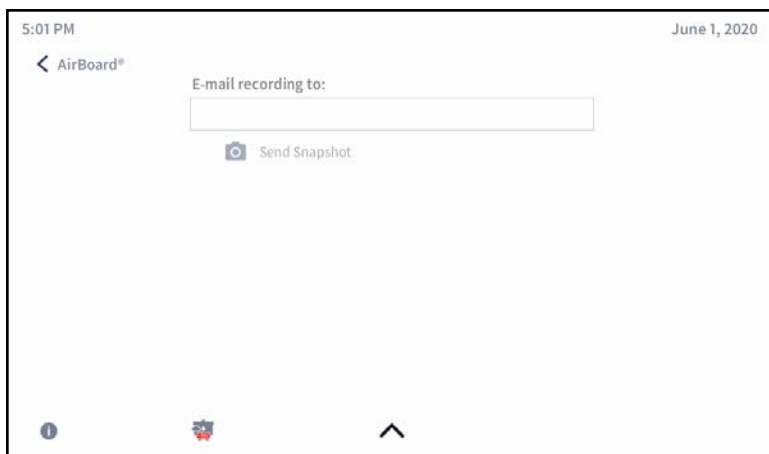 5:01 PM
June 1, 2020
AirBoard®
E-mail recording to:
Send Snapshot